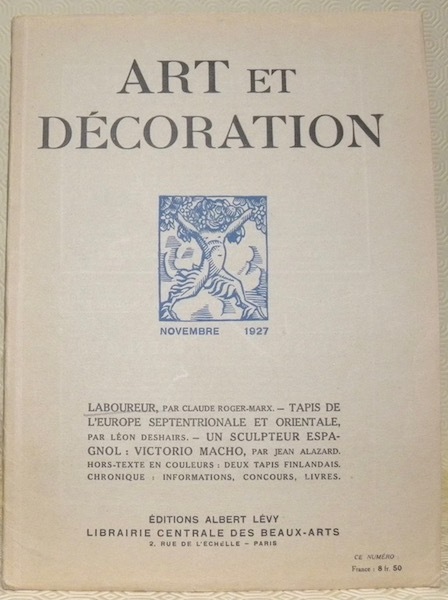 ART ET
DÉCORATION
NOVEMBRE 1927
LABOUREUR, PAR CLAUDE ROGER-MARX. — TAPIS DE
L'EUROPE SEPTENTRIONALE ET ORIENTALE,
PAR LÉON DESHAIRS. — UN SCULPTEUR ESPA-
GNOL : VICTORIO MACHO, PAR JEAN ALAZARD.
HORS-TEXTE EN COULEURS : DEUX TAPIS FINLANDAIS.
CHRONIQUE : INFORMATIONS, CONCOURS, LIVRES.
ÉDITIONS ALBERT LÉVY
LIBRAIRIE CENTRALE DES BEAUX-ARTS
2, RUE DE L'ÉCHELLE — PARIS
CE NUMÉRO
France : 8 fr. 50